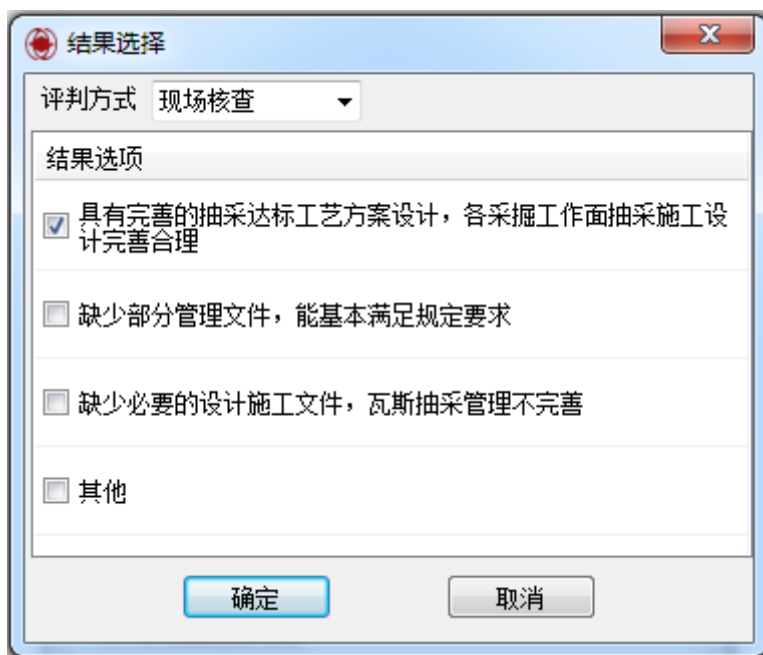 结果选择
评判方式 现场核查
结果选项
具有完善的抽采达标工艺方案设计，各采掘工作面抽采施工设
计完善合理
缺少部分管理文件，能基本满足规定要求
缺少必要的设计施工文件，瓦斯抽采管理不完善
其他
确定 取消